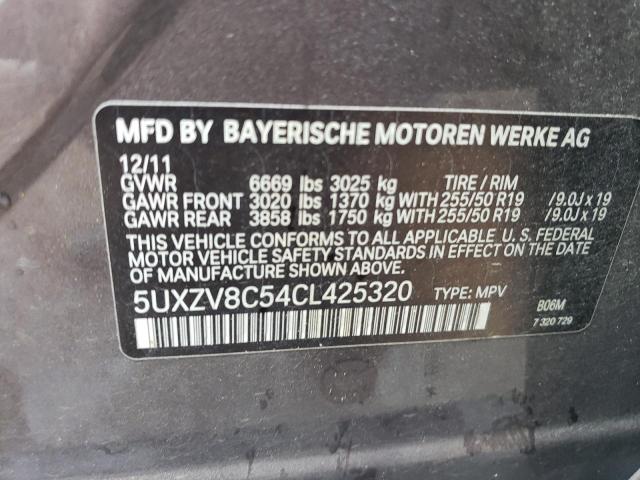 MFD BY BAYERISCHE MOTOREN WERKE AG
12/11
GVWR 6669 lbs 3025 kg TIRE / RIM
GAWR FRONT 3020 lbs 1370 kg WITH 255/50 R19 /9.0J x 19
GAWR REAR 3858 lbs 1750 kg WITH 255/50 R19 /9.0J x 19
THIS VEHICLE CONFORMS TO ALL APPLICABLE U. S. FEDERAL
MOTOR VEHICLE SAFETY STANDARDS IN EFFECT ON THE
DATE OF MANUFACTURE SHOWN ABOVE.
5UXZV8C54CL425320 TYPE: MPV B06M
7 320 729